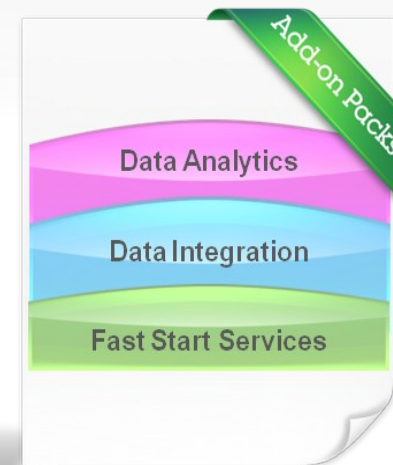 Add-on Packs
Data Analytics
Data Integration
Fast Start Services